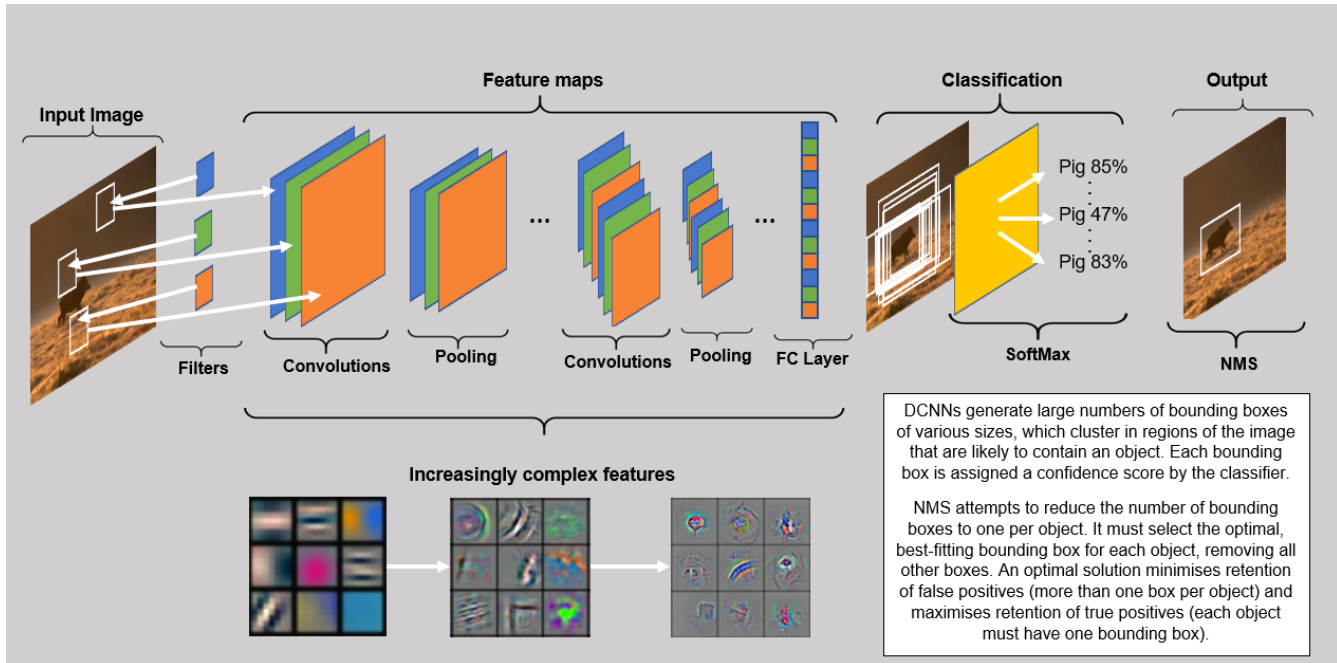 Feature maps
Classification
Output
Input Image
...
...
Pig 85%
Pig 47%
Pig 83%
Filters
Convolutions
Pooling
Convolutions
Pooling
FC Layer
SoftMax
NMS
Increasingly complex features
DCNNs generate large numbers of bounding boxes
of various sizes, which cluster in regions of the image
that are likely to contain an object. Each bounding
box is assigned a confidence score by the classifier.
NMS attempts to reduce the number of bounding
boxes to one per object. It must select the optimal,
best-fitting bounding box for each object, removing all
other boxes. An optimal solution minimises retention
of false positives (more than one box per object) and
maximises retention of true positives (each object
must have one bounding box).